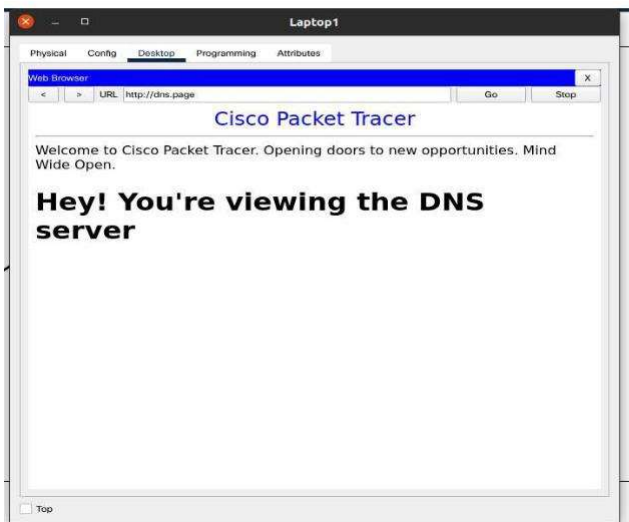 Laptop1
Physical Config Desktop Programming Attributes
Web Browser X
< > URL http://dns.page Go Stop
Cisco Packet Tracer
Welcome to Cisco Packet Tracer. Opening doors to new opportunities. Mind
Wide Open.
Hey! You're viewing the DNS
server
Top